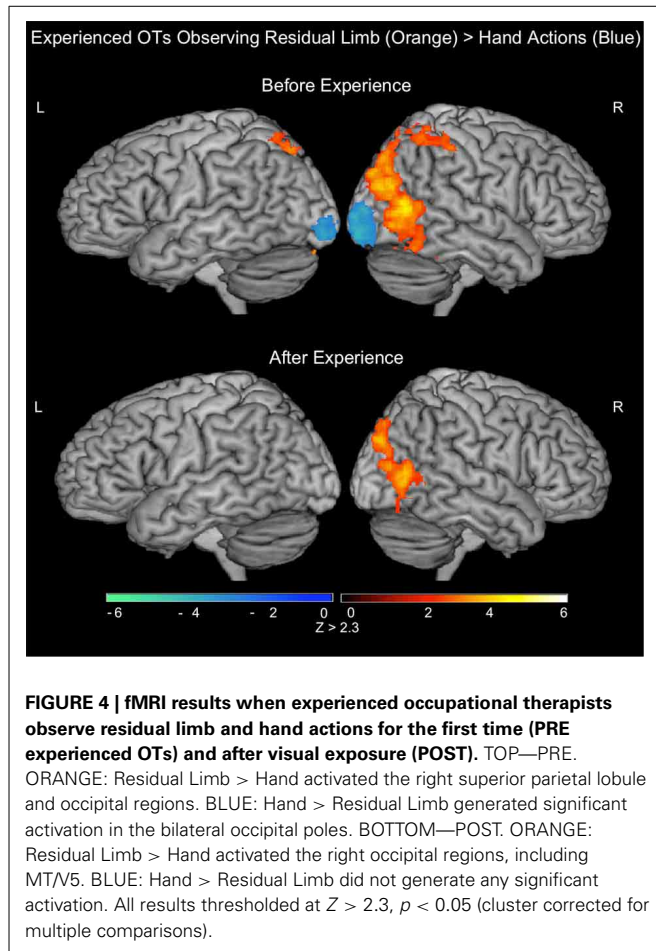 Experienced OTs Observing Residual Limb (Orange) > Hand Actions (Blue)
Before Experience
L
R
After Experience
L
R
-6 - 4 - 2 0 0 2 4 6
Z > 2.3
FIGURE 4 | fMRI results when experienced occupational therapists
observe residual limb and hand actions for the first time (PRE
experienced OTs) and after visual exposure (POST). TOP—PRE.
ORANGE: Residual Limb > Hand activated the right superior parietal lobule
and occipital regions. BLUE: Hand > Residual Limb generated significant
activation in the bilateral occipital poles. BOTTOM—POST. ORANGE:
Residual Limb > Hand activated the right occipital regions, including
MT/V5. BLUE: Hand > Residual Limb did not generate any significant
activation. All results thresholded at Z > 2.3, p < 0.05 (cluster corrected for
multiple comparisons).